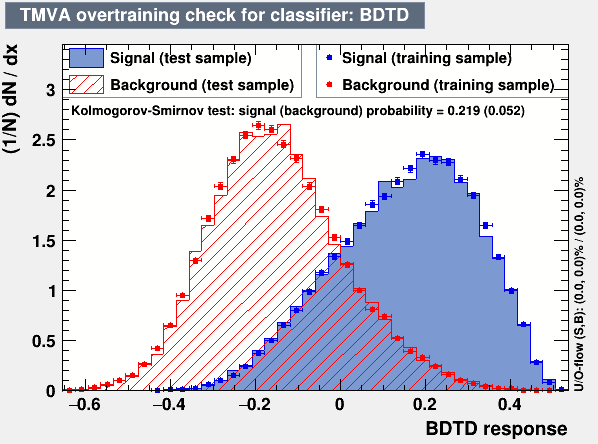 TMVA overtraining check for classifier: BDTD
Signal (test sample)
Background (test sample)
Signal (training sample)
Background (training sample)
Kolmogorov-Smirnov test: signal (background) probability = 0.219 (0.052)
(1/N) dN / dx
3
2.5
2
1.5
1
0.5
0
−0.6 −0.4 −0.2 0 0.2 0.4
BDTD response
U/O-flow (S,B): (0.0, 0.0)% / (0.0, 0.0)%